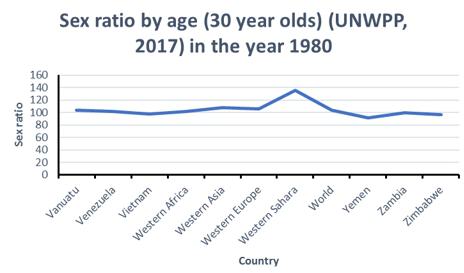 Sex ratio by age (30 year olds) (UNWPP,
2017) in the year 1980
160
140
120
100
80
60
40
20
0
Sex ratio
Vanuatu
Venezuela
Vietnam
Western Africa
Western Asia
Western Europe
Western Sahara
World
Yemen
Zambia
Zimbabwe
Country